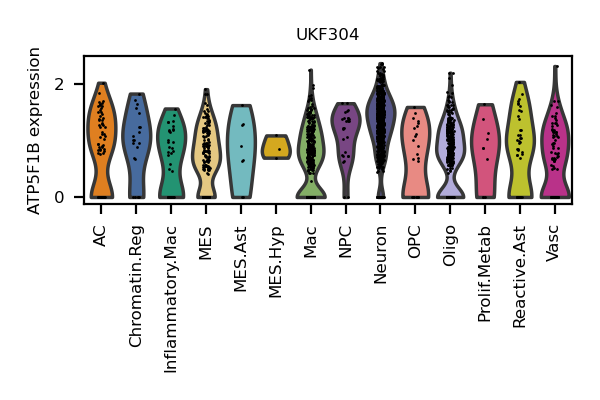 UKF304
ATP5F1B expression
2
0
AC
Chromatin.Reg
Inflammatory.Mac
MES
MES.Ast
MES.Hyp
Mac
NPC
Neuron
OPC
Oligo
Prolif.Metab
Reactive.Ast
Vasc